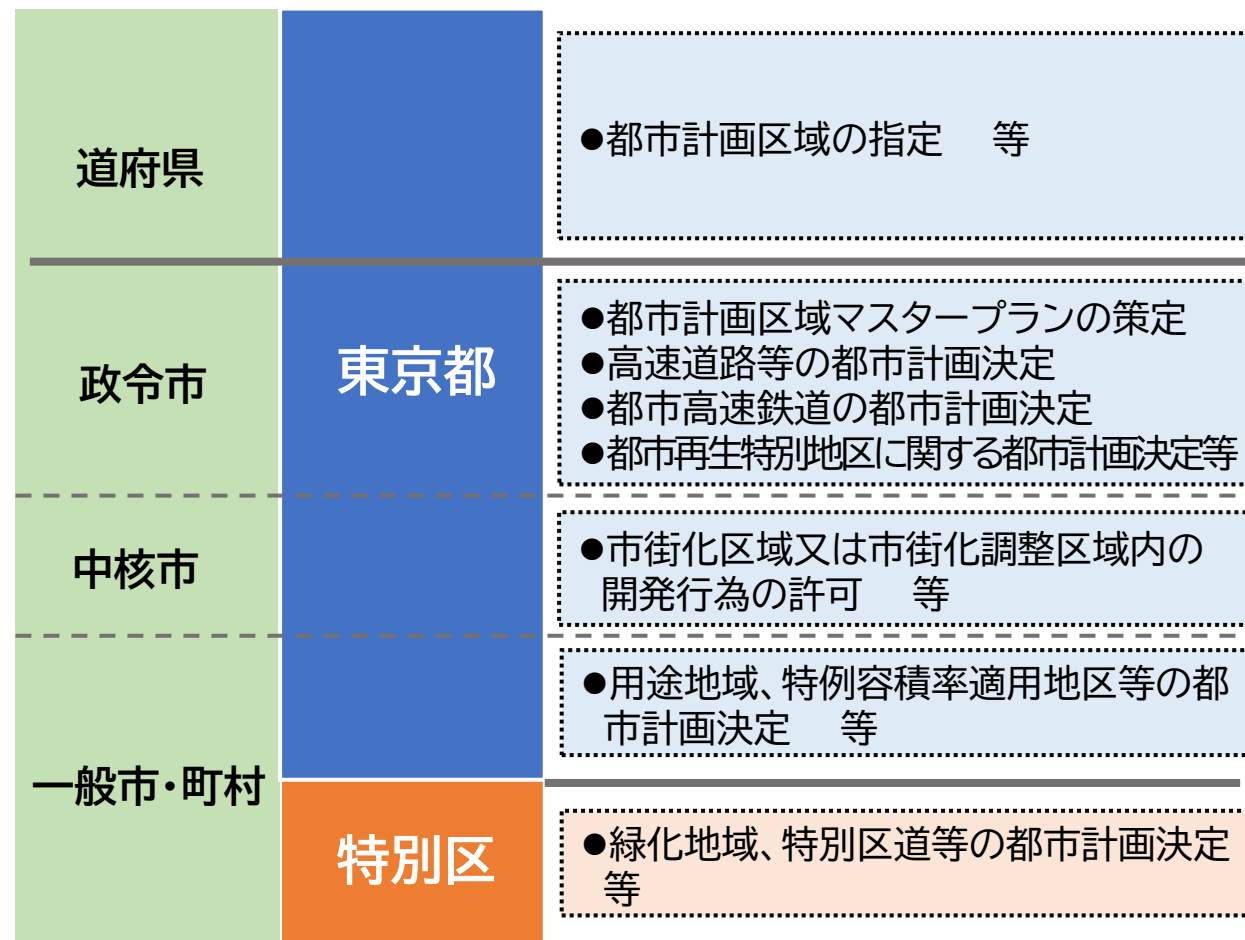 道府県
●都市計画区域の指定　等
政令市
東京都
●都市計画区域マスタープランの策定
●高速道路等の都市計画決定
●都市高速鉄道の都市計画決定
●都市再生特別地区に関する都市計画決定等
中核市
●市街化区域又は市街化調整区域内の
開発行為の許可　等
一般市・町村
●用途地域、特例容積率適用地区等の都
市計画決定　等
特別区
●緑化地域、特別区道等の都市計画決定
等